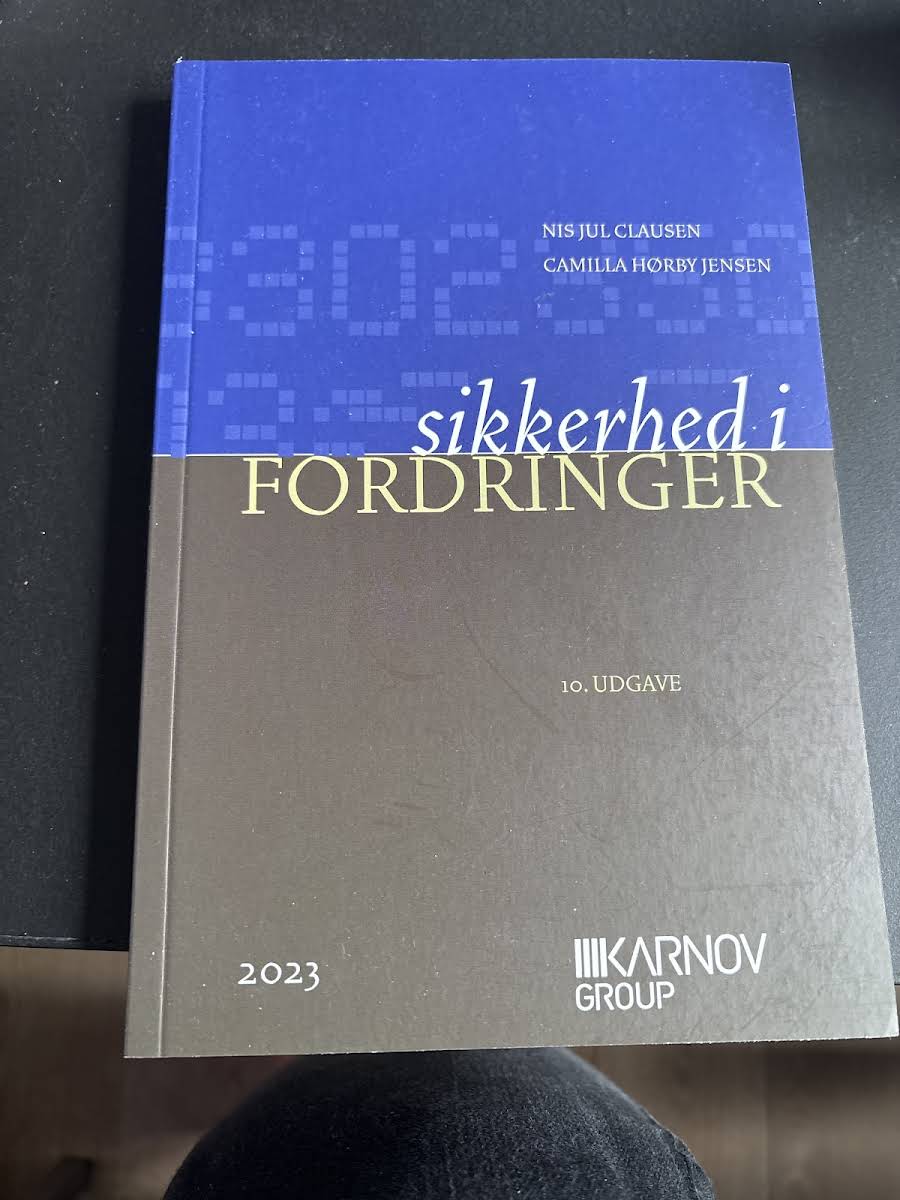 NIS JUL CLAUSEN
CAMILLA HØRBY JENSEN
sikkerhed i
FORDRINGER
10. UDGAVE
2023
KARNOV
GROUP